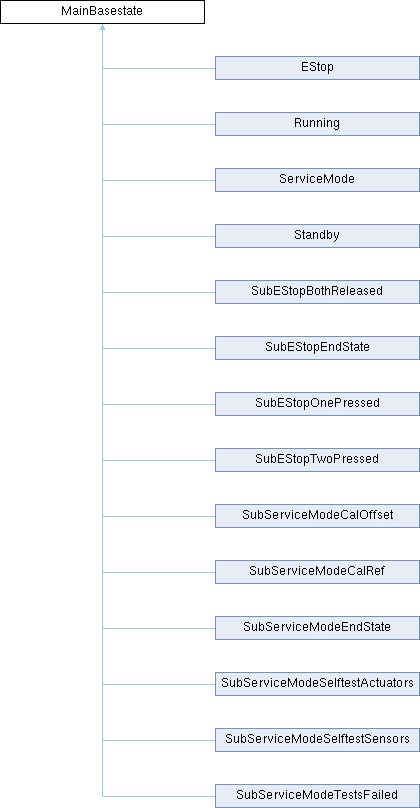 MainBasestate
EStop
Running
ServiceMode
Standby
SubEStopBothReleased
SubEStopEndState
SubEStopOnePressed
SubEStopTwoPressed
SubServiceModeCalOffset
SubServiceModeCalRef
SubServiceModeEndState
SubServiceModeSelftestActuators
SubServiceModeSelftestSensors
SubServiceModeTestsFailed